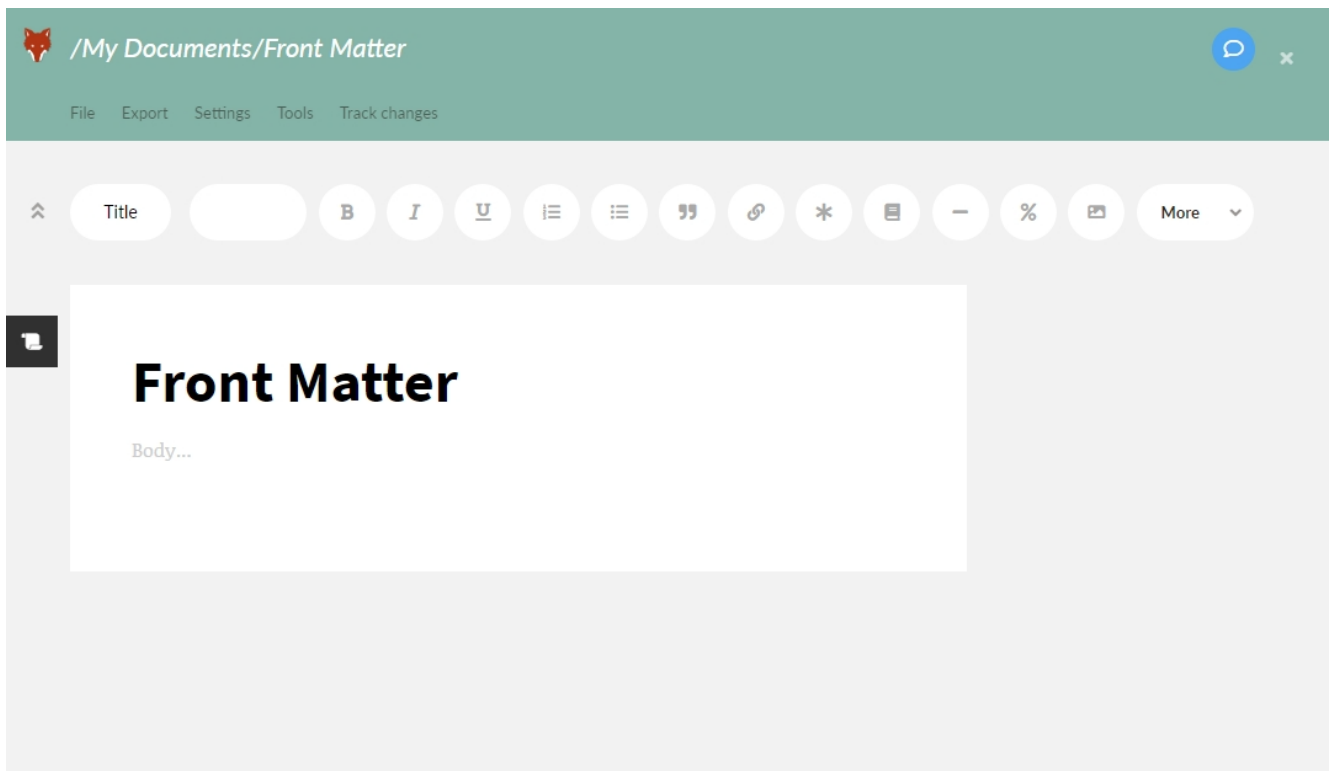 /My Documents/Front Matter
File Export Settings Tools Track changes
Title B I U % More
Front Matter
Body...